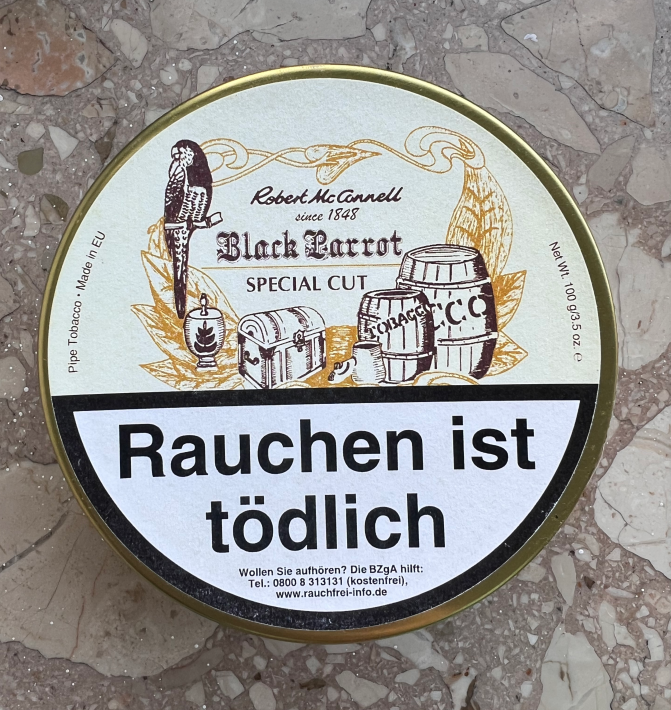 Robert McConnell
since 1848
Black Parrot
SPECIAL CUT
Pipe Tobacco • Made in EU
Net Wt. 100 g/3.5 oz. ℮
TOBACCO
CCO
Rauchen ist
tödlich
Wollen Sie aufhören? Die BZgA hilft:
Tel.: 0800 8 313131 (kostenfrei),
www.rauchfrei-info.de